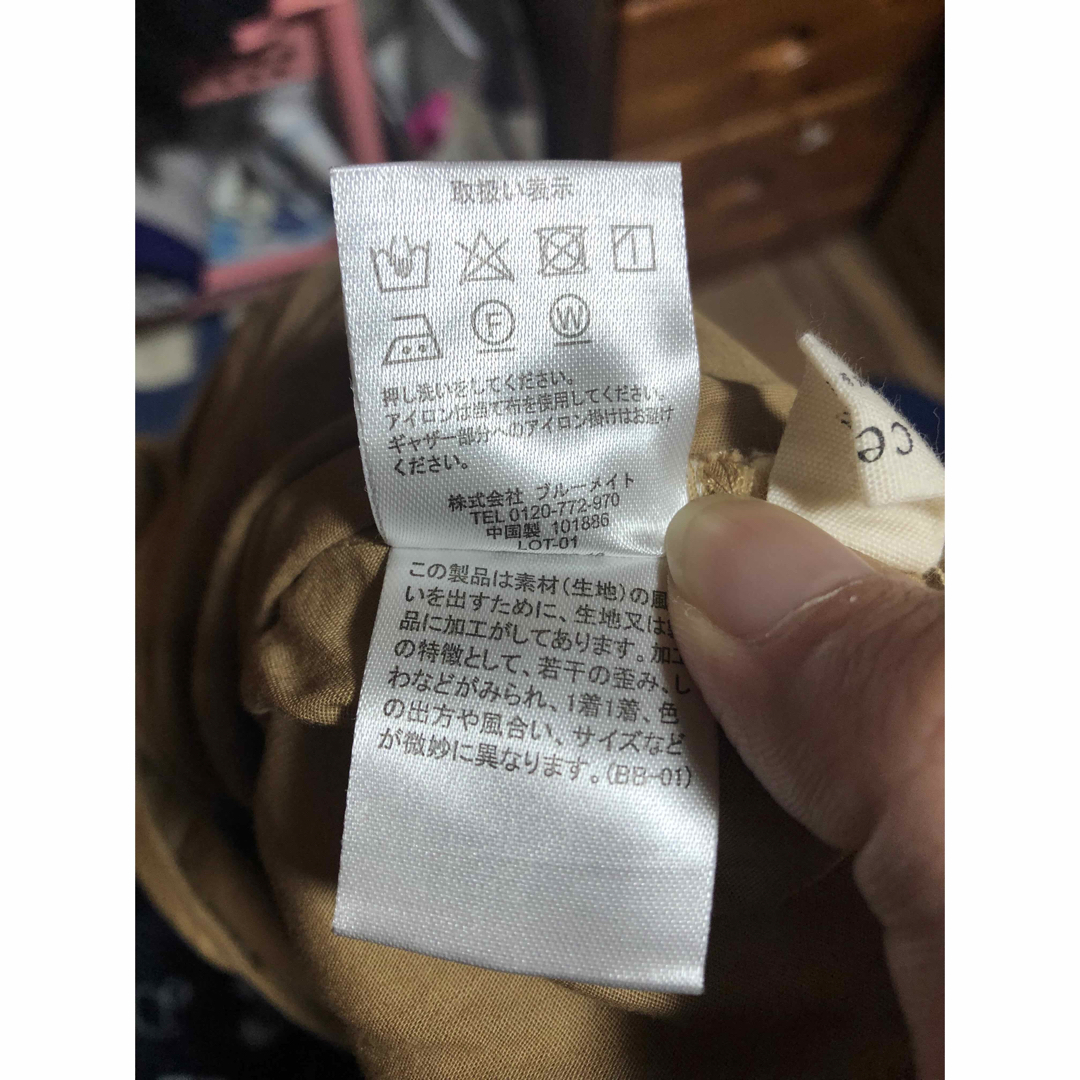 取扱い表示
F W
押し洗いをしてください。
アイロンは当て布を使用してください。
ギャザー部分へのアイロン掛けはお避け
ください。
株式会社 ブルーメイト
TEL 0120-772-970
中国製 101886
LOT-01
この製品は素材(生地)の風
いを出すために、生地又は
品に加工がしてあります。加工
の特徴として、若干の歪み、し
わなどがみられ、1着1着、色
の出方や風合い、サイズなど
が微妙に異なります。(BB-01)
ce